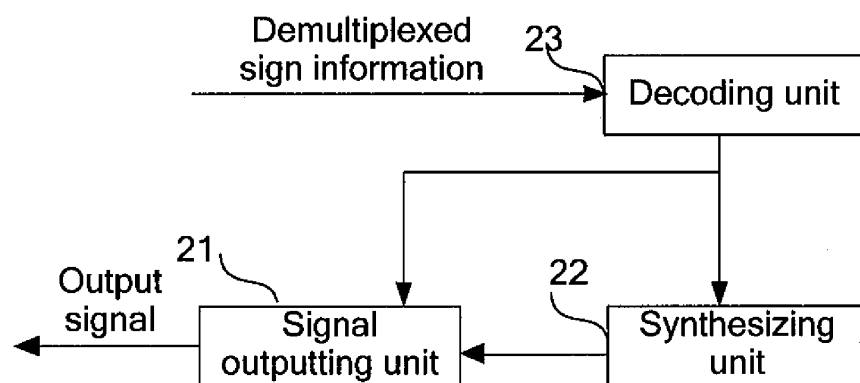 Demultiplexed
sign information
23
Decoding unit
21
Output
signal
Signal
outputting unit
22
Synthesizing
unit